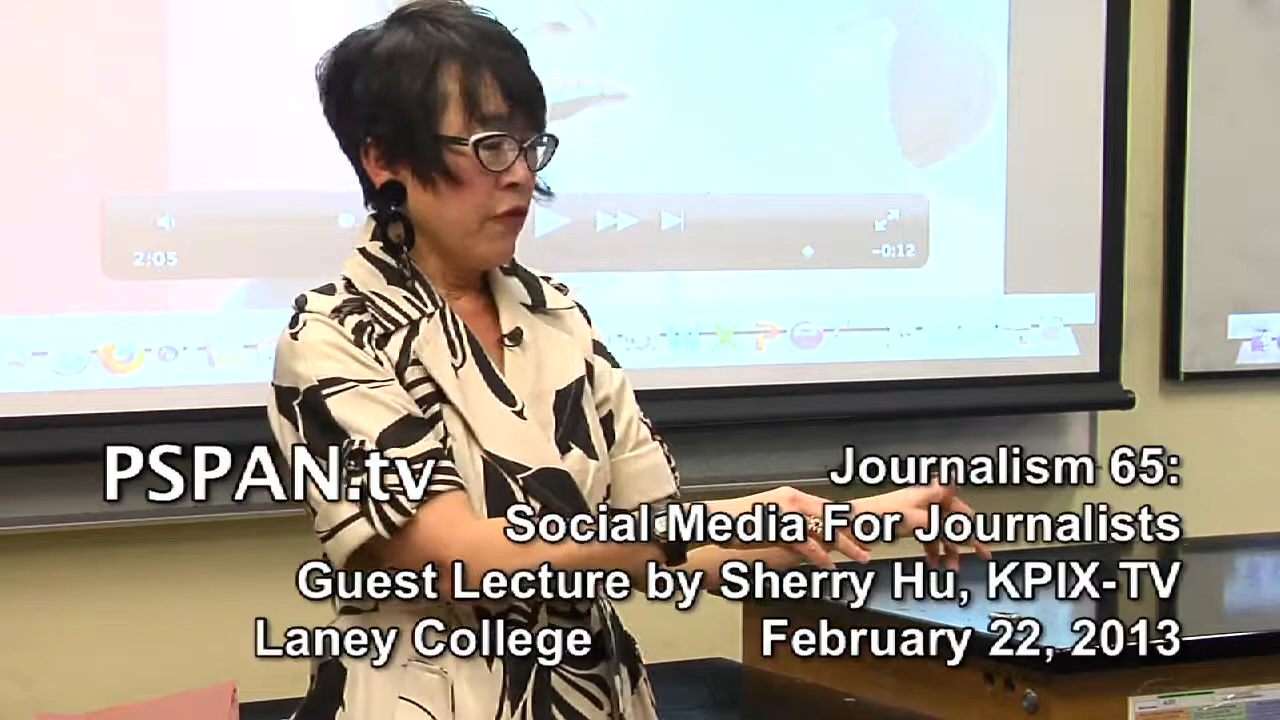 2:05
-0:12
PSPAN.tv
Journalism 65:
Social Media For Journalists
Guest Lecture by Sherry Hu, KPIX-TV
Laney College
February 22, 2013